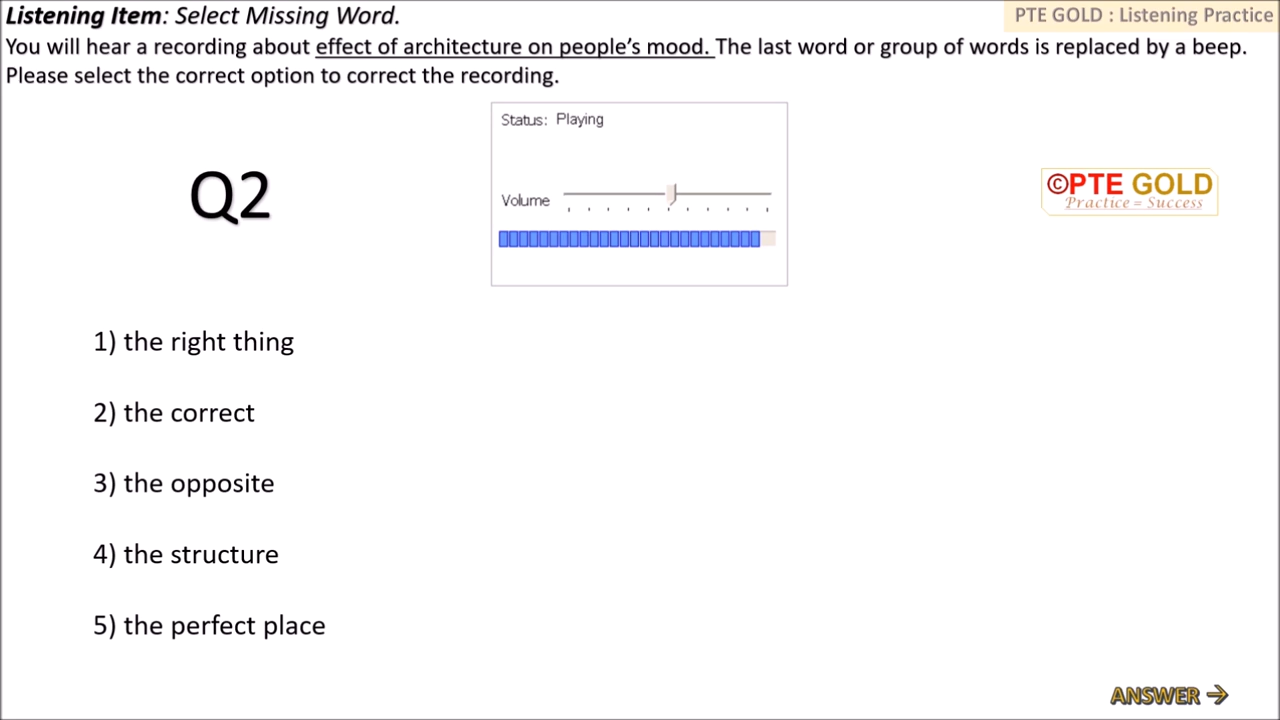 Listening Item: Select Missing Word.
PTE GOLD : Listening Practice
You will hear a recording about effect of architecture on people’s mood. The last word or group of words is replaced by a beep.
Please select the correct option to correct the recording.
Status: Playing
Q2
Volume
©PTE GOLD
Practice = Success
1) the right thing
2) the correct
3) the opposite
4) the structure
5) the perfect place
ANSWER →